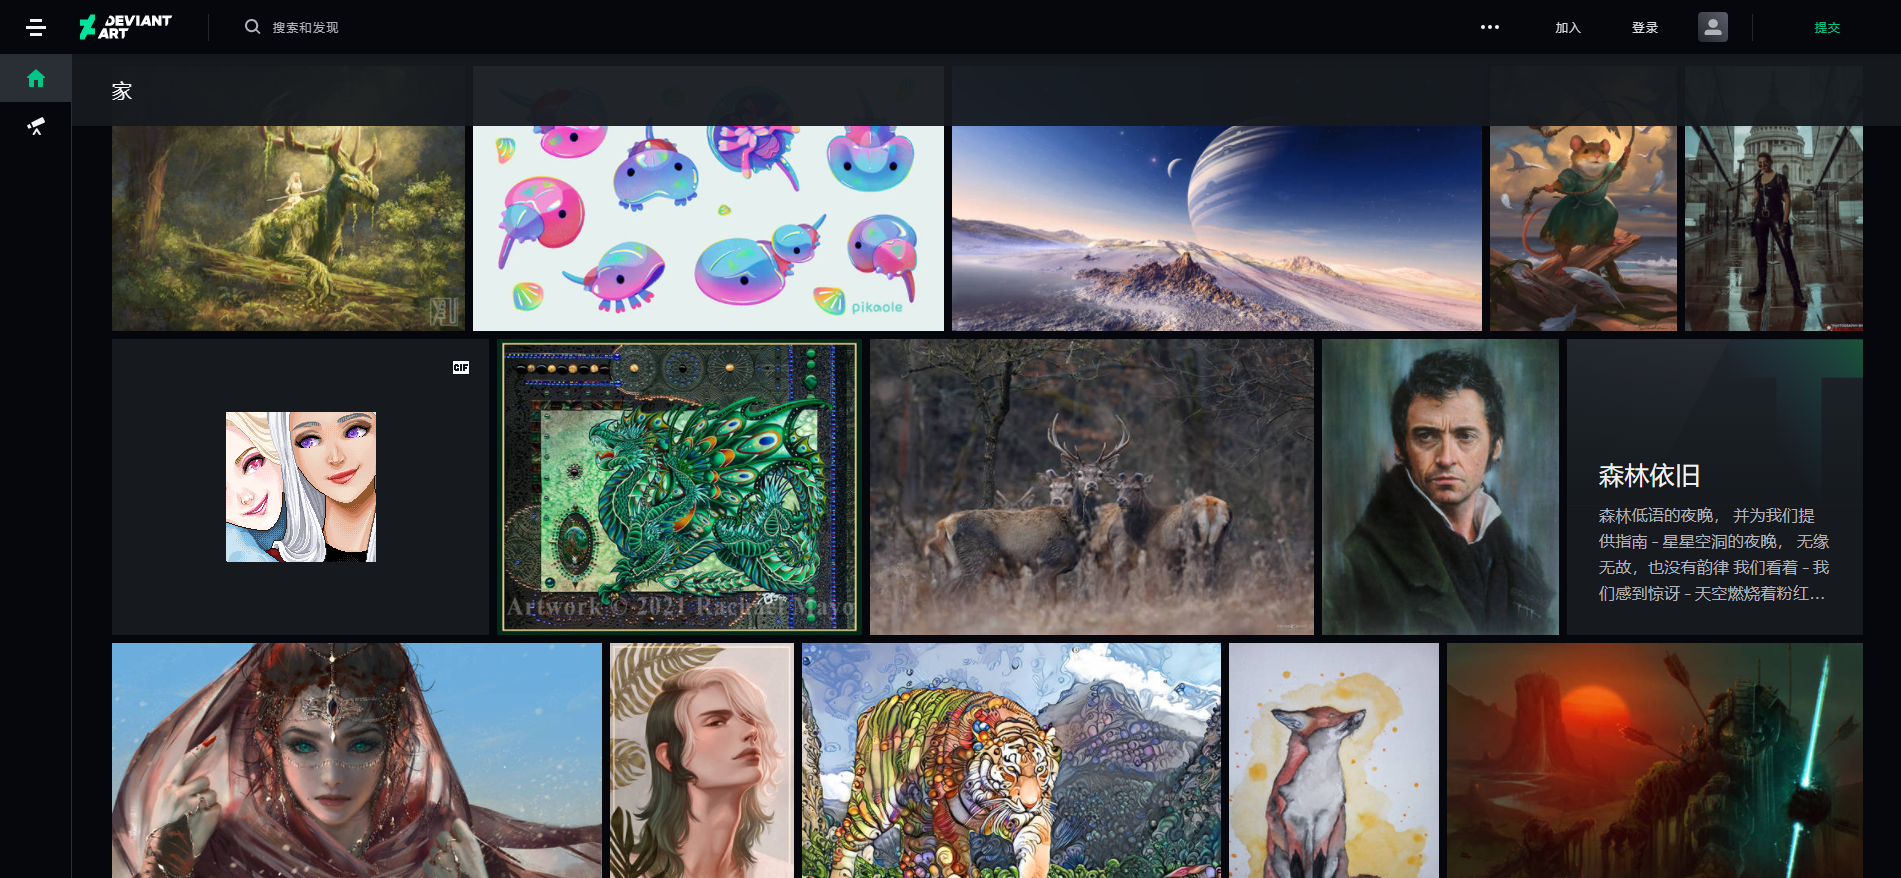 DEVIANT
ART
搜索和发现
加入
登录
提交
家
pikaole
GIF
Artwork © 2021 Rachael Mayo
森林依旧
森林低语的夜晚， 并为我们提
供指南 - 星星空洞的夜晚， 无缘
无故，也没有韵律 我们看着 - 我
们感到惊讶 - 天空燃烧着粉红...